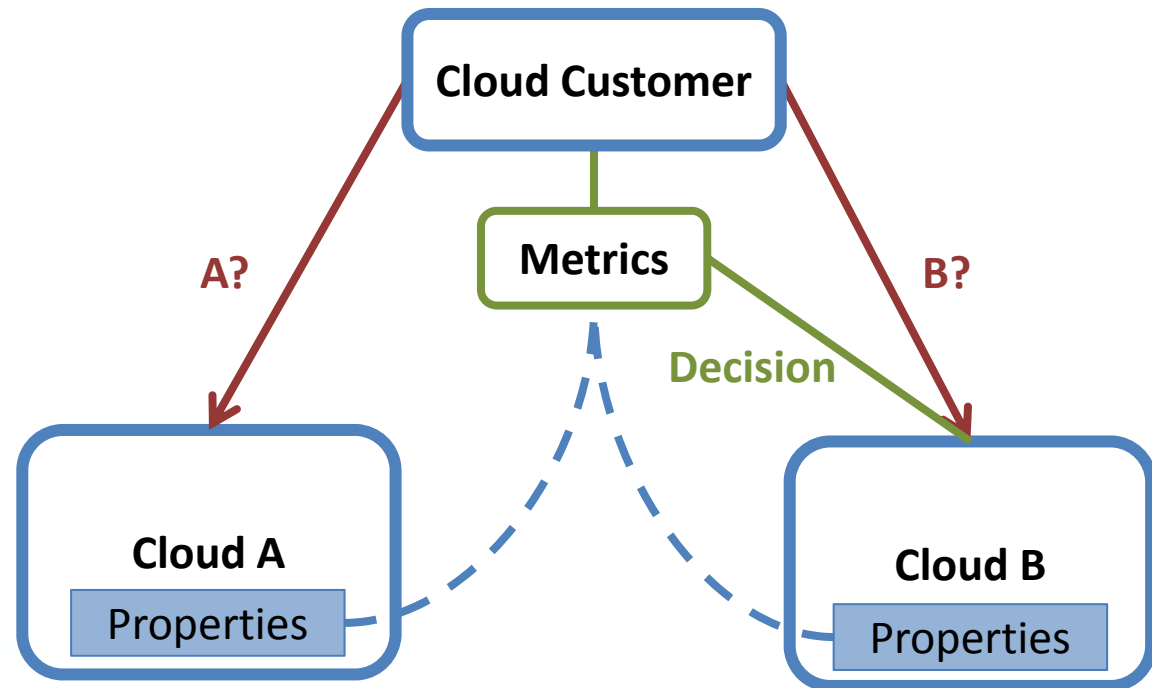 Cloud Customer
Metrics
A?
B?
Decision
Cloud A
Properties
Cloud B
Properties